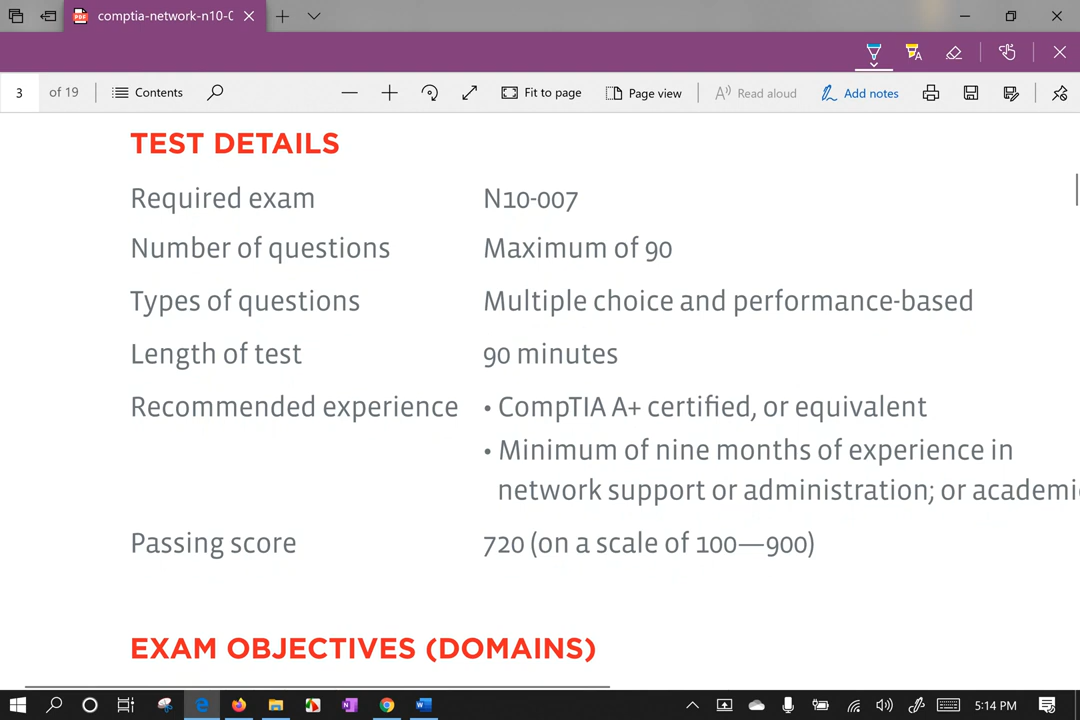 comptia-network-n10-0
3 of 19 Contents Fit to page Page view Read aloud Add notes
TEST DETAILS
Required exam N10-007
Number of questions Maximum of 90
Types of questions Multiple choice and performance-based
Length of test 90 minutes
Recommended experience • CompTIA A+ certified, or equivalent
• Minimum of nine months of experience in
network support or administration; or academi
Passing score 720 (on a scale of 100—900)
EXAM OBJECTIVES (DOMAINS)
5:14 PM